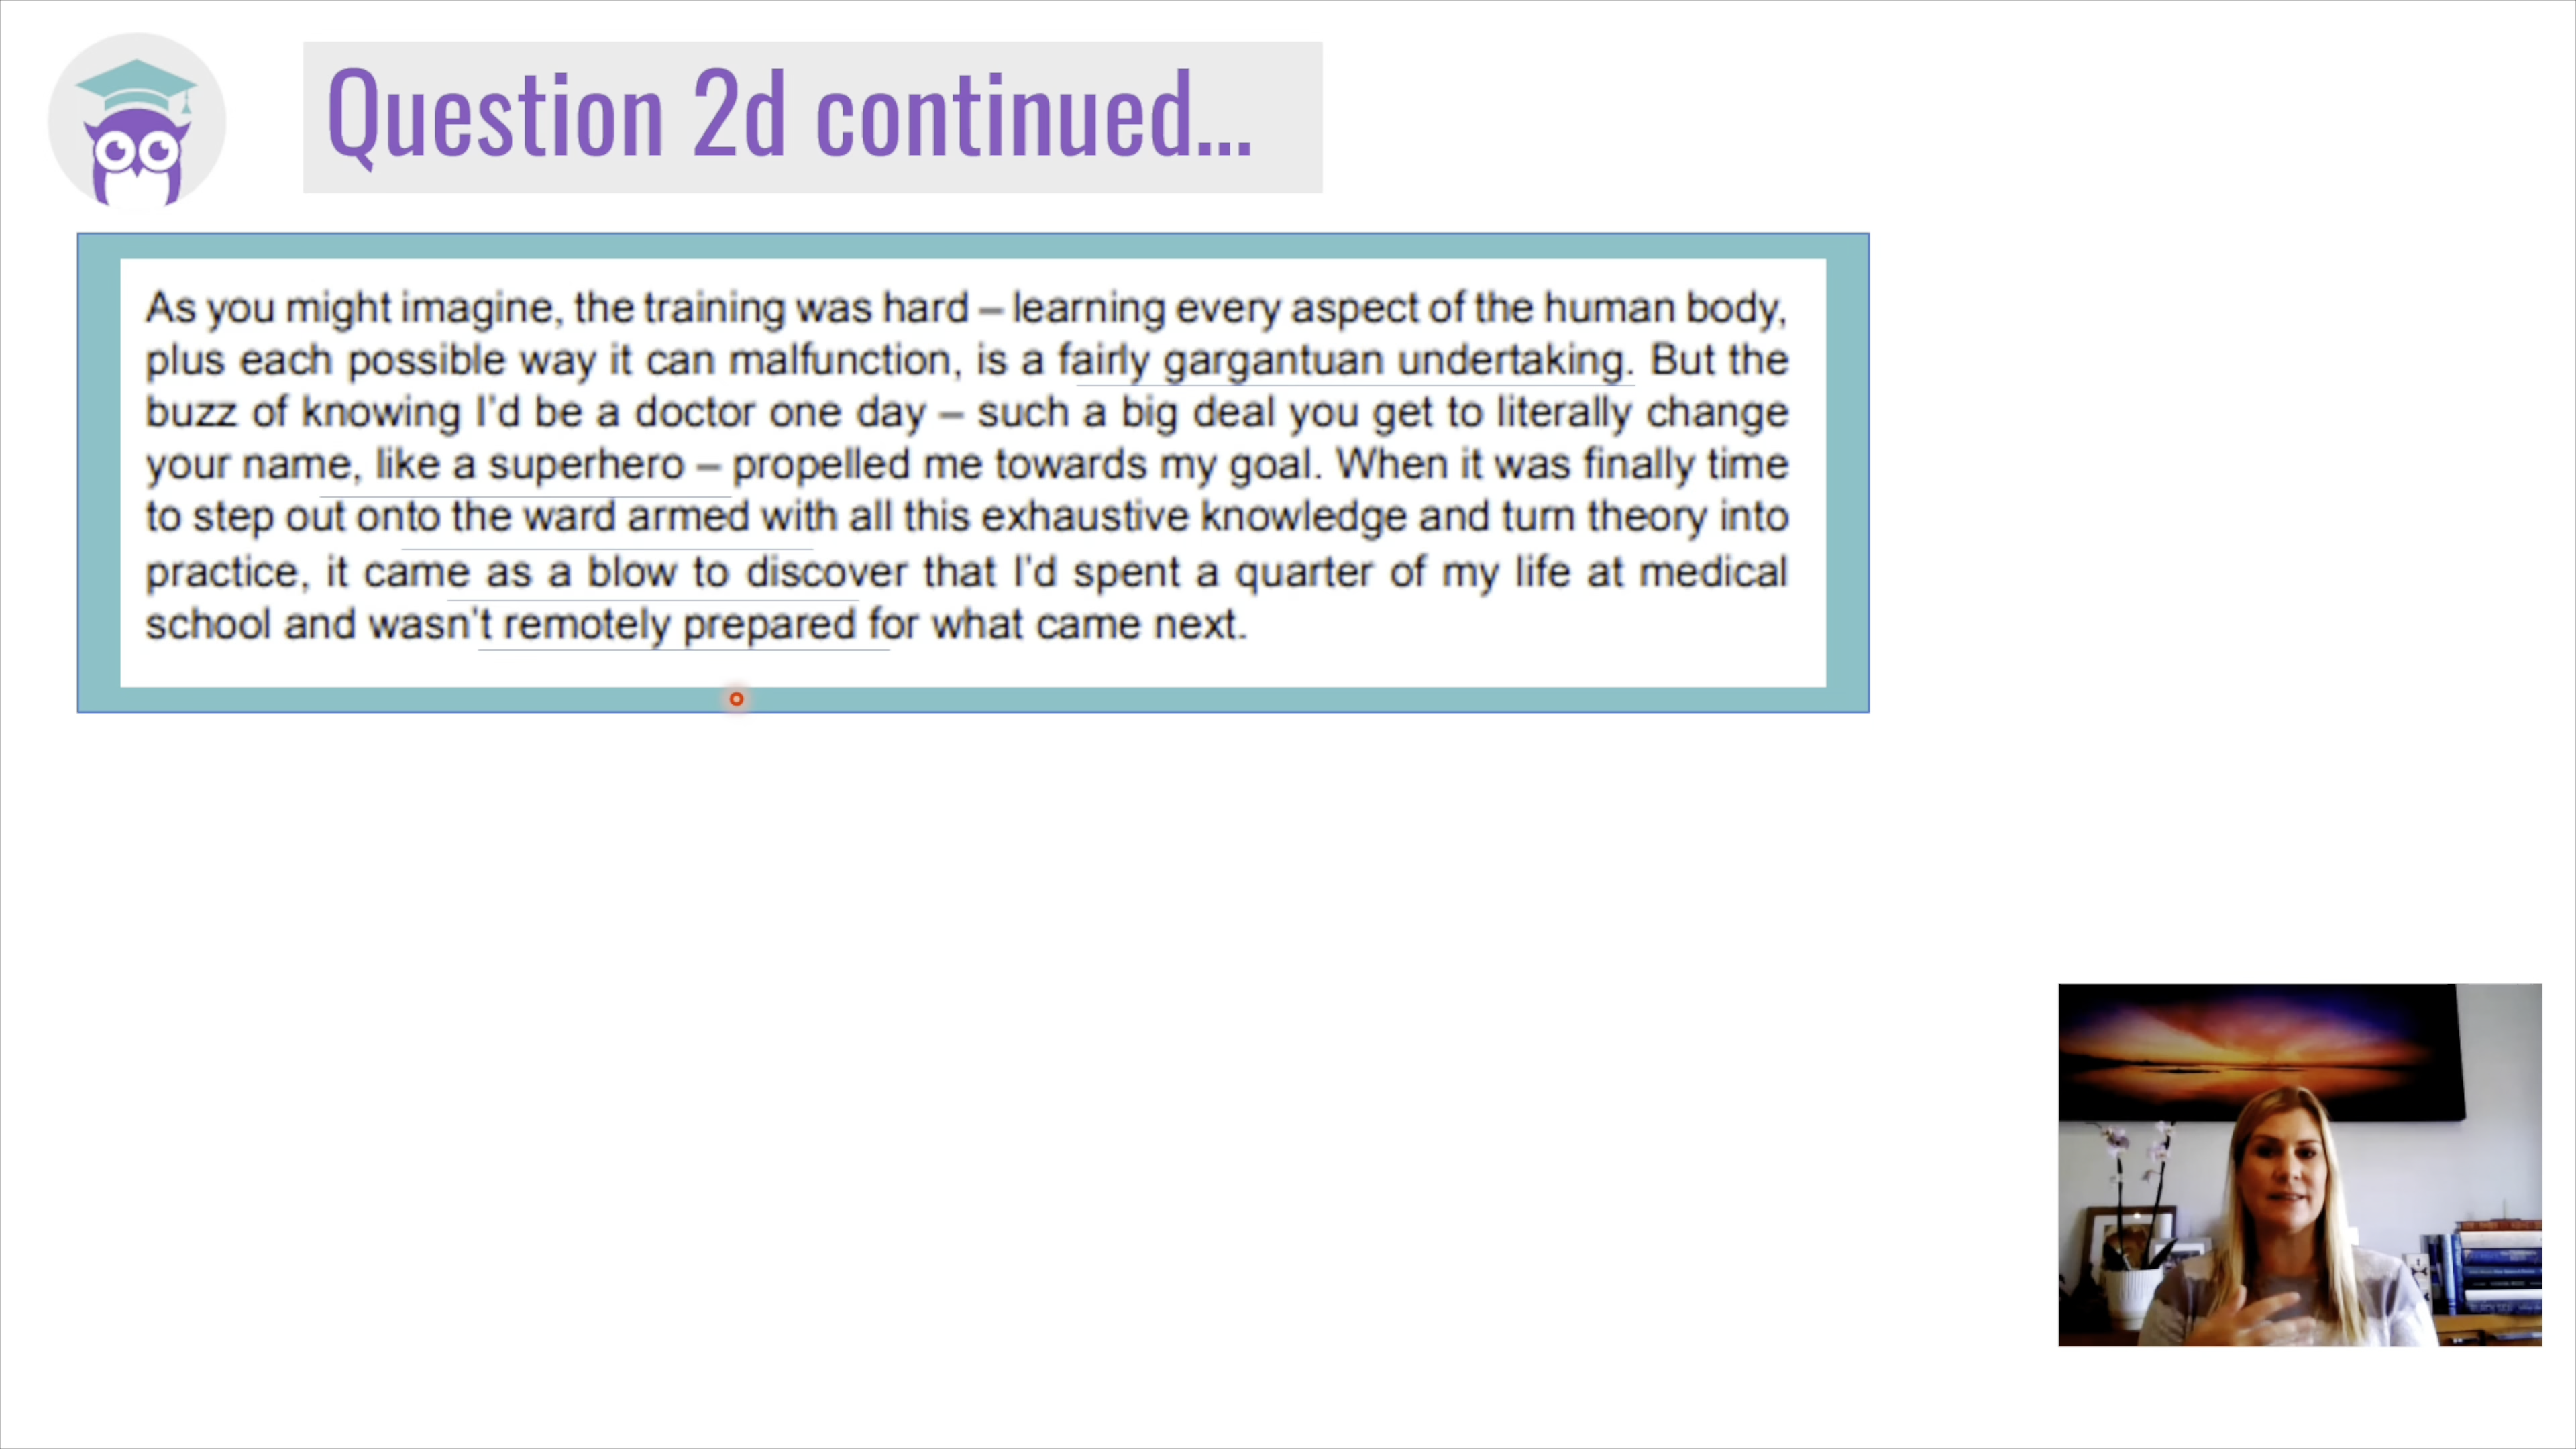 Question 2d continued...
As you might imagine, the training was hard – learning every aspect of the human body,
plus each possible way it can malfunction, is a fairly gargantuan undertaking. But the
buzz of knowing I'd be a doctor one day – such a big deal you get to literally change
your name, like a superhero – propelled me towards my goal. When it was finally time
to step out onto the ward armed with all this exhaustive knowledge and turn theory into
practice, it came as a blow to discover that I'd spent a quarter of my life at medical
school and wasn't remotely prepared for what came next.